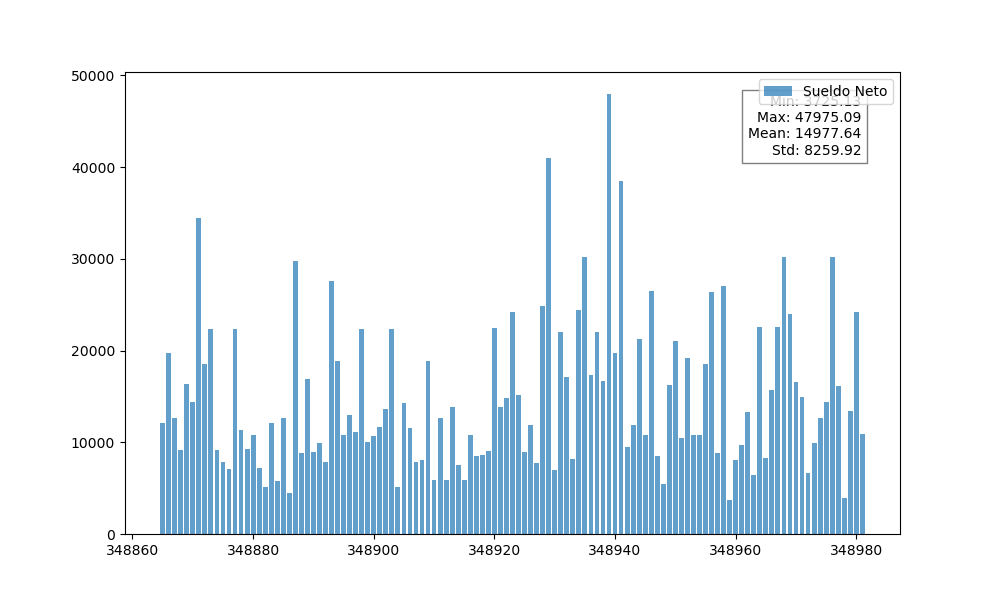 50000
40000
30000
20000
10000
0
348860 348880 348900 348920 348940 348960 348980
Sueldo Neto
Min: 3725.13
Max: 47975.09
Mean: 14977.64
Std: 8259.92